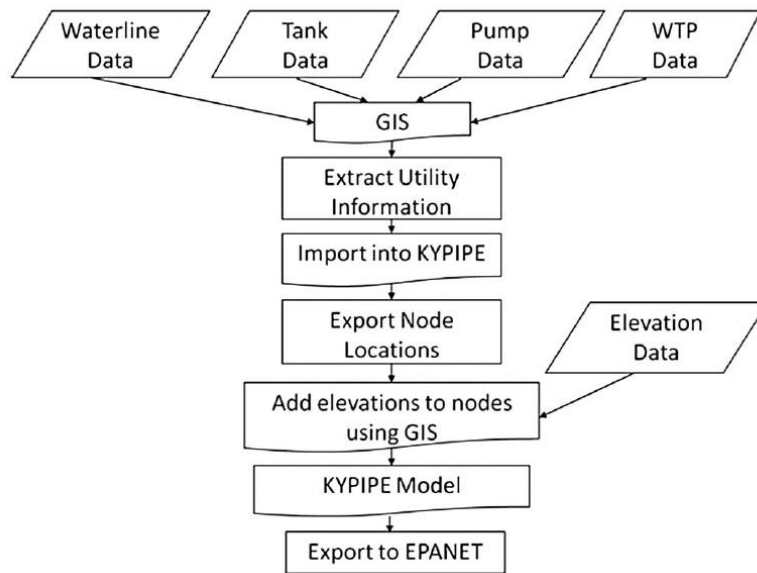 Waterline
Data
Tank
Data
Pump
Data
WTP
Data
GIS
Extract Utility
Information
Import into KYPIPE
Export Node
Locations
Elevation
Data
Add elevations to nodes
using GIS
KYPIPE Model
Export to EPANET